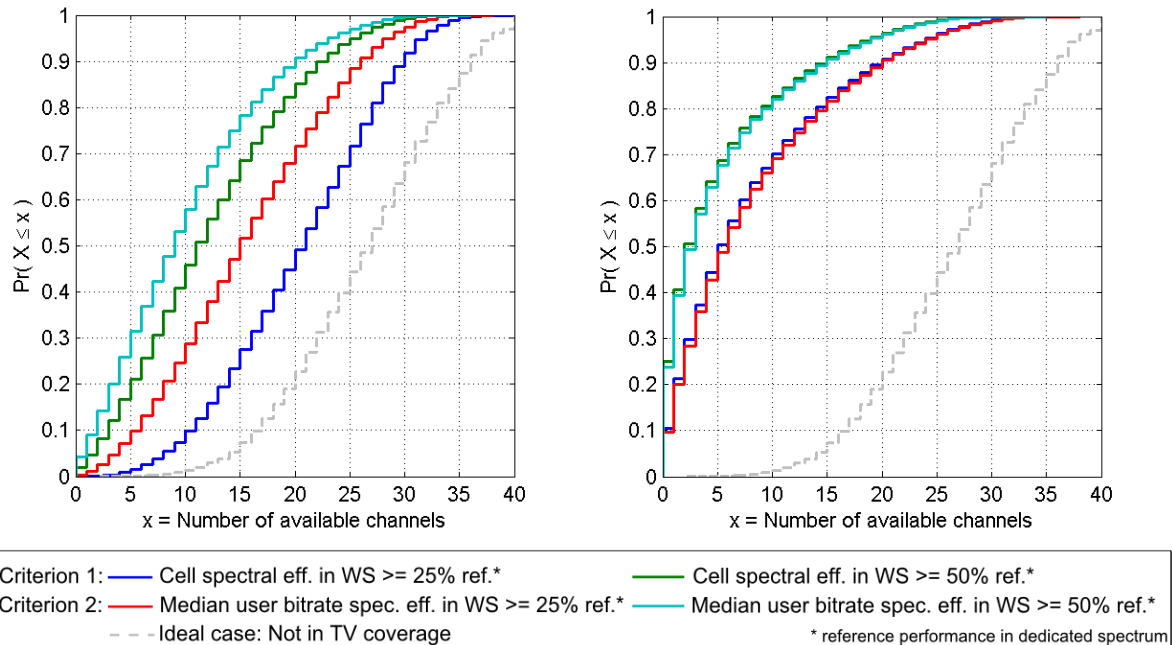 1
0.9
0.8
0.7
0.6
0.5
0.4
0.3
0.2
0.1
0
Pr( X ≤ x )
0 5 10 15 20 25 30 35 40
x = Number of available channels
1
0.9
0.8
0.7
0.6
0.5
0.4
0.3
0.2
0.1
0
Pr( X ≤ x )
0 5 10 15 20 25 30 35 40
x = Number of available channels
Criterion 1: Cell spectral eff. in WS >= 25% ref.* Cell spectral eff. in WS >= 50% ref.*
Criterion 2: Median user bitrate spec. eff. in WS >= 25% ref.* Median user bitrate spec. eff. in WS >= 50% ref.*
Ideal case: Not in TV coverage * reference performance in dedicated spectrum